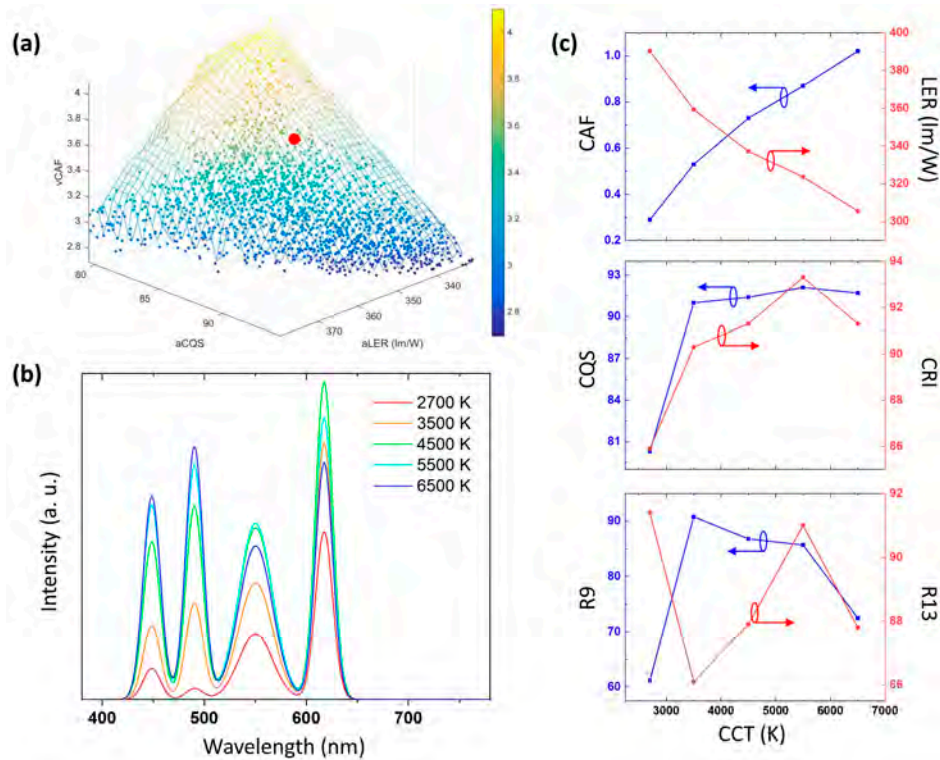 (a)
4
3.8
3.6
3.4
3.2
3
2.8
4
3.8
3.6
3.4
3.2
3
2.8
vCAF
80
85
90
aCQS
370
360
350
340
aLER (lm/W)
(b)
2700 K
3500 K
4500 K
5500 K
6500 K
Intensity (a. u.)
400 500 600 700
Wavelength (nm)
(c)
1.0
0.8
0.6
0.4
0.2
CAF
400
380
360
340
320
300
LER (lm/W)
93
90
87
84
81
CQS
94
92
90
88
86
CRI
90
80
70
60
R9
92
90
88
86
R13
3000 4000 5000 6000 7000
CCT (K)